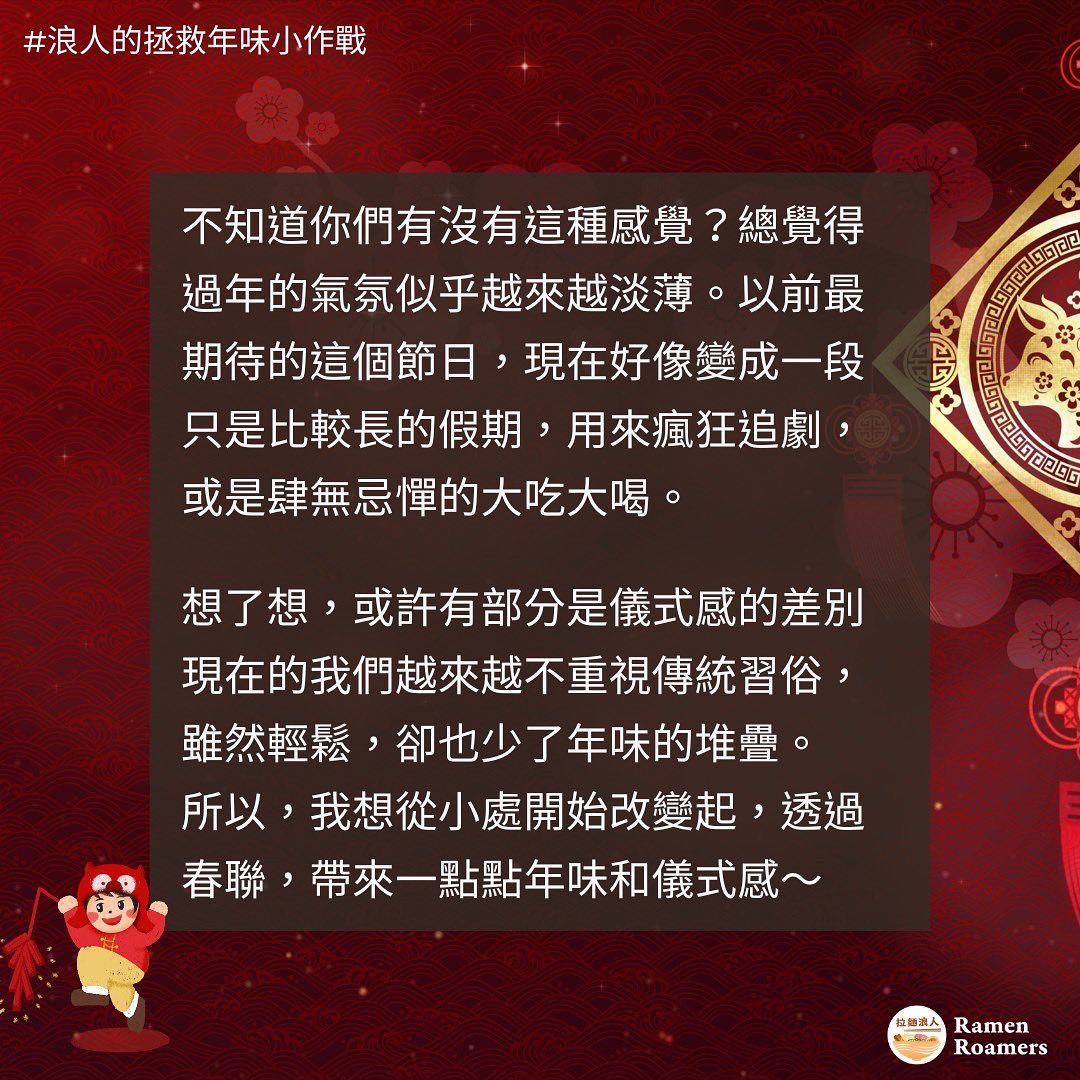 #浪人的拯救年味小作戰
不知道你們有沒有這種感覺？總覺得
過年的氣氛似乎越來越淡薄。以前最
期待的這個節日，現在好像變成一段
只是比較長的假期，用來瘋狂追劇，
或是肆無忌憚的大吃大喝。
想了想，或許有部分是儀式感的差別
現在的我們越來越不重視傳統習俗，
雖然輕鬆，卻也少了年味的堆疊。
所以，我想從小處開始改變起，透過
春聯，帶來一點點年味和儀式感～
拉麵浪人
Ramen
Roamers